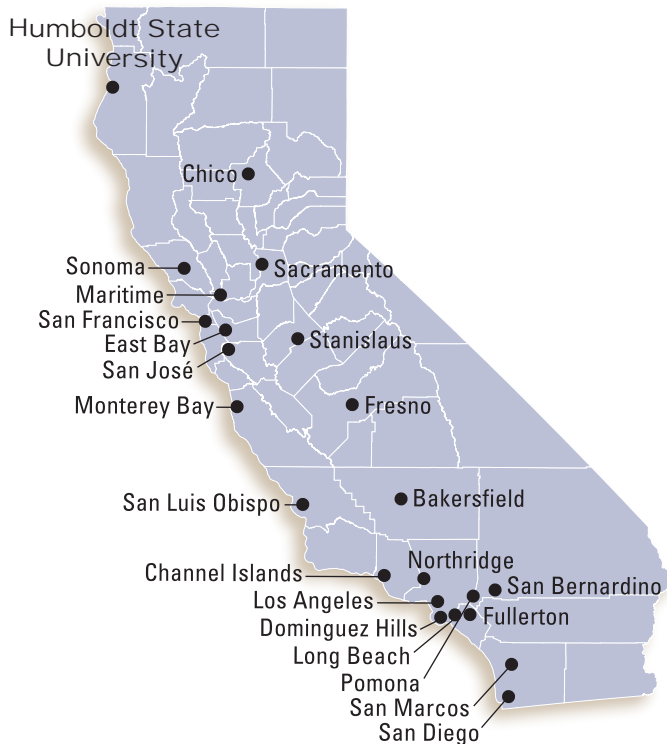 Humboldt State
University
Chico
Sonoma
Sacramento
Maritime
San Francisco
East Bay
Stanislaus
San José
Monterey Bay
Fresno
San Luis Obispo
Bakersfield
Northridge
Channel Islands
San Bernardino
Los Angeles
Fullerton
Dominguez Hills
Long Beach
Pomona
San Marcos
San Diego